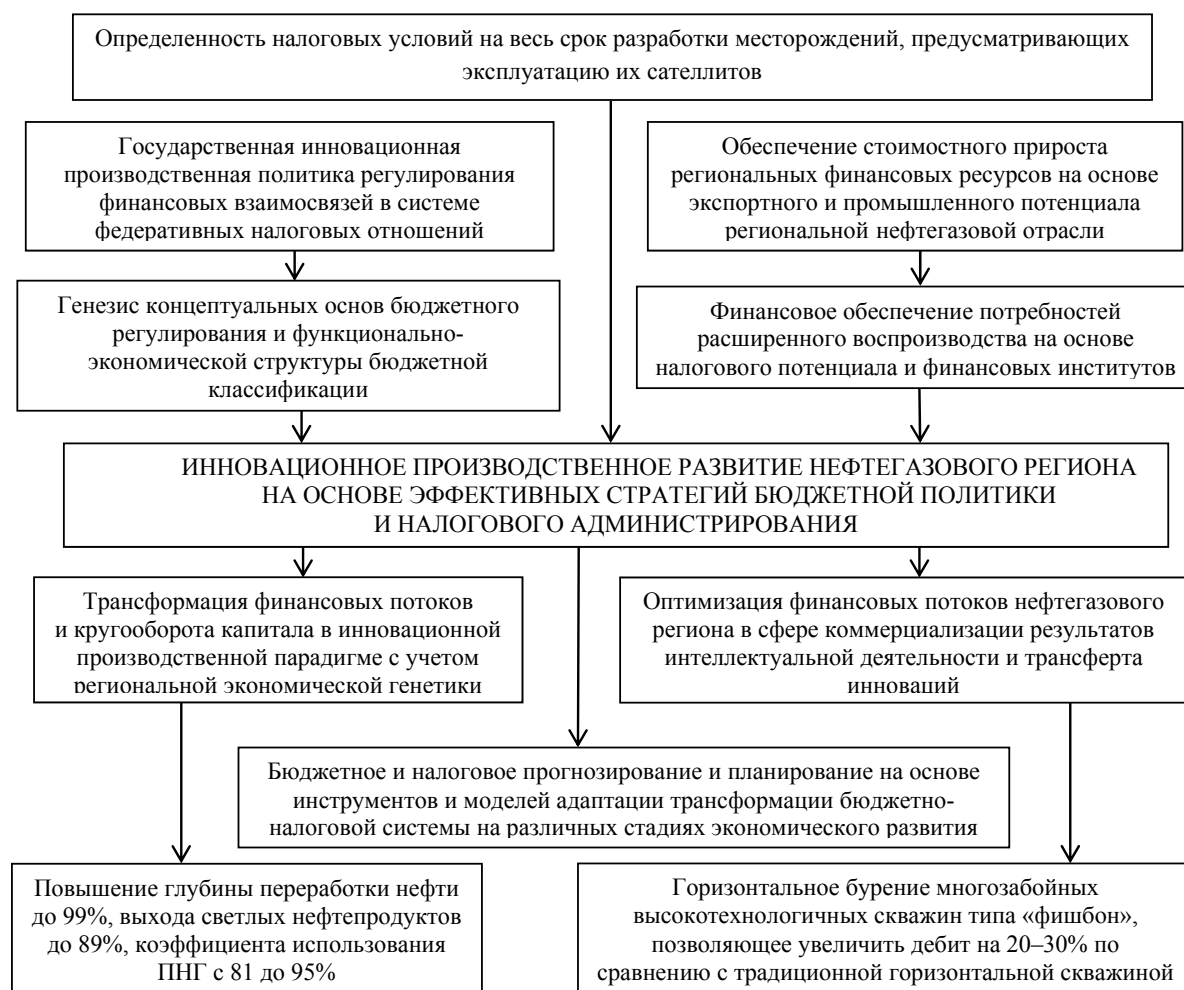 Определенность налоговых условий на весь срок разработки месторождений, предусматривающих
эксплуатацию их сателлитов
Государственная инновационная
производственная политика регулирования
финансовых взаимосвязей в системе
федеративных налоговых отношений
Обеспечение стоимостного прироста
региональных финансовых ресурсов на основе
экспортного и промышленного потенциала
региональной нефтегазовой отрасли
Генезис концептуальных основ бюджетного
регулирования и функционально-
экономической структуры бюджетной
классификации
Финансовое обеспечение потребностей
расширенного воспроизводства на основе
налогового потенциала и финансовых институтов
ИННОВАЦИОННОЕ ПРОИЗВОДСТВЕННОЕ РАЗВИТИЕ НЕФТЕГАЗОВОГО РЕГИОНА
НА ОСНОВЕ ЭФФЕКТИВНЫХ СТРАТЕГИЙ БЮДЖЕТНОЙ ПОЛИТИКИ
И НАЛОГОВОГО АДМИНИСТРИРОВАНИЯ
Трансформация финансовых потоков
и кругооборота капитала в инновационной
производственной парадигме с учетом
региональной экономической генетики
Оптимизация финансовых потоков нефтегазового
региона в сфере коммерциализации результатов
интеллектуальной деятельности и трансферта
инноваций
Бюджетное и налоговое прогнозирование и планирование на основе
инструментов и моделей адаптации трансформации бюджетно-
налоговой системы на различных стадиях экономического развития
Повышение глубины переработки нефти
до 99%, выхода светлых нефтепродуктов
до 89%, коэффициента использования
ПНГ с 81 до 95%
Горизонтальное бурение многозабойных
высокотехнологичных скважин типа «фишбон»,
позволяющее увеличить дебит на 20–30% по
сравнению с традиционной горизонтальной скважиной